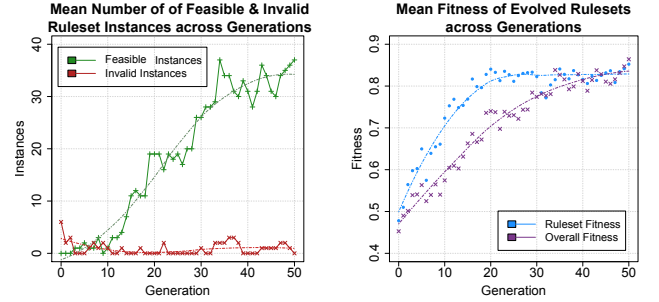 Mean Number of of Feasible & Invalid
Ruleset Instances across Generations
Feasible Instances
Invalid Instances
Instances
40
30
20
10
0
0 10 20 30 40 50
Generation
Mean Fitness of Evolved Rulesets
across Generations
Fitness
0.9
0.8
0.7
0.6
0.5
0.4
Ruleset Fitness
Overall Fitness
0 10 20 30 40 50
Generation